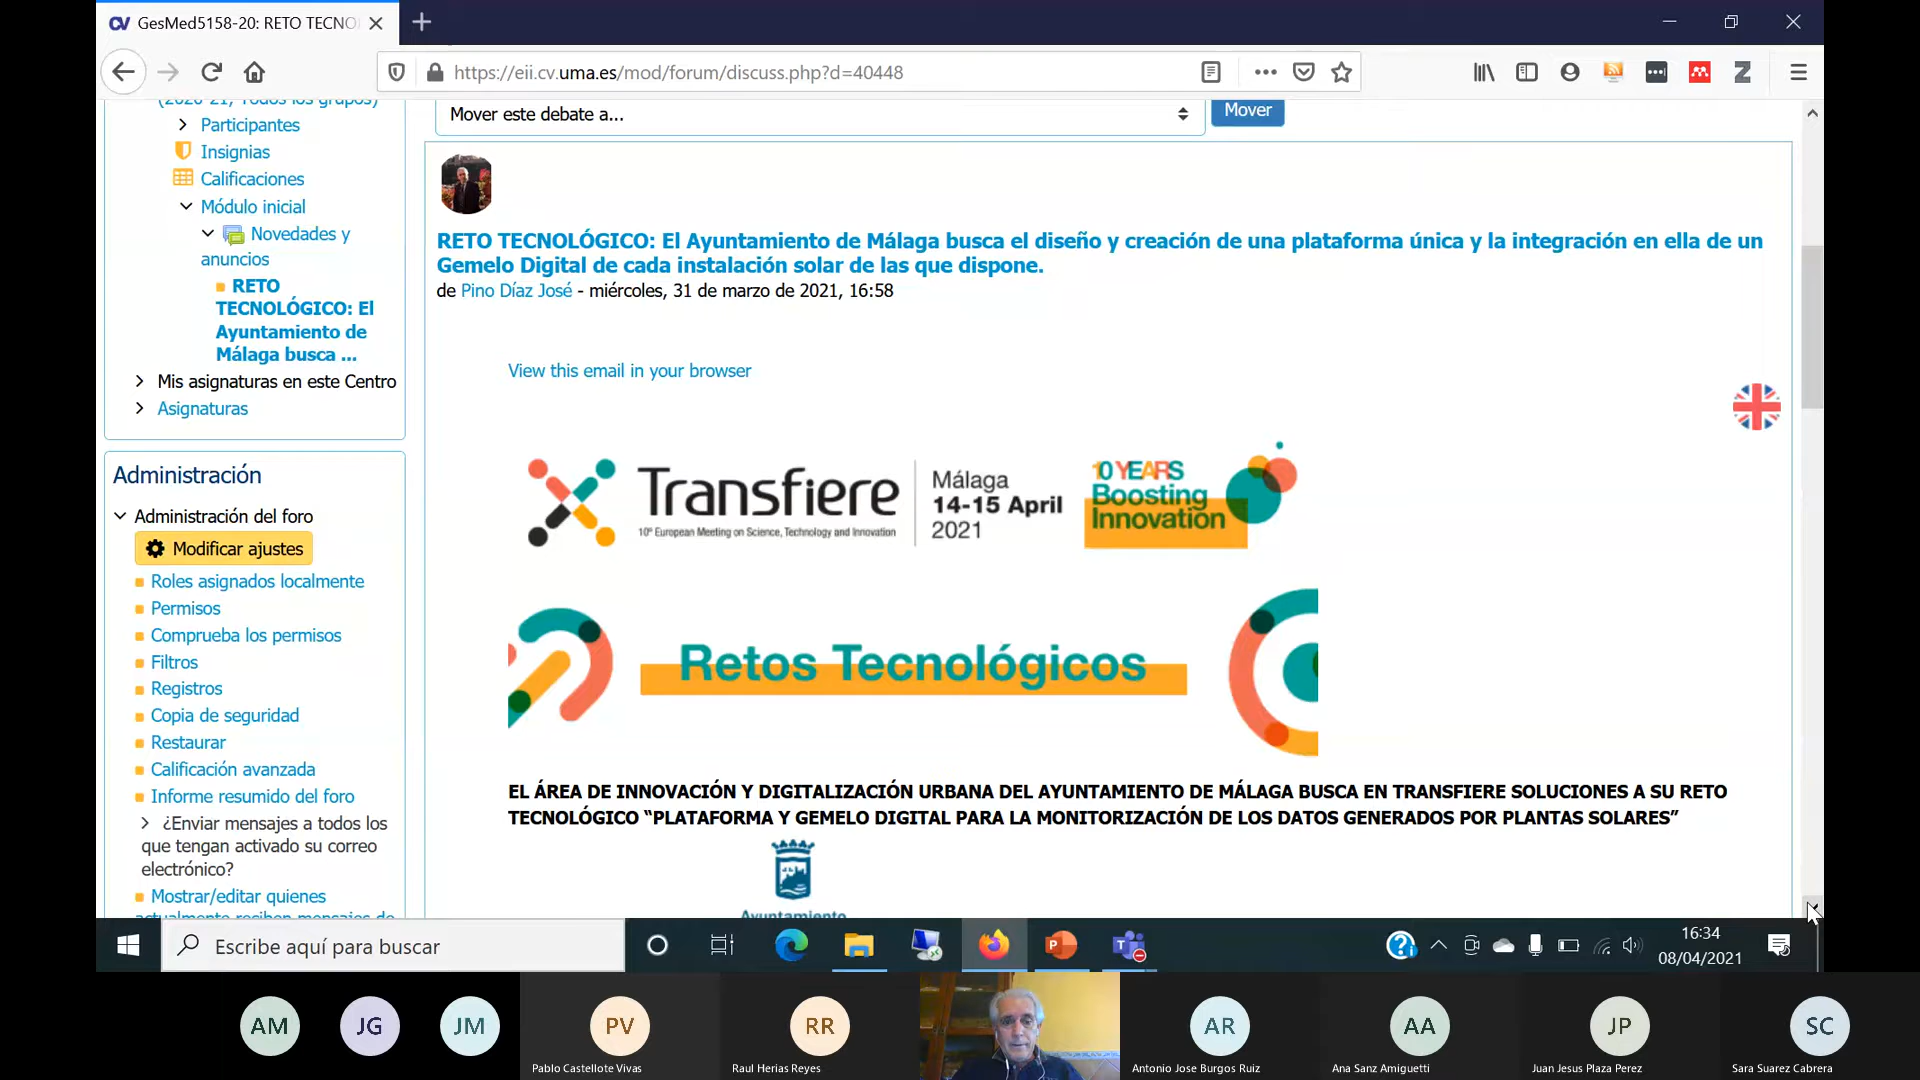 GesMed5158-20: RETO TECNO
https://eii.cv.uma.es/mod/forum/discuss.php?d=40448
(2020-21, Todos los grupos)
Participantes
Insignias
Calificaciones
Módulo inicial
Novedades y
anuncios
RETO
TECNOLÓGICO: El
Ayuntamiento de
Málaga busca ...
Mis asignaturas en este Centro
Asignaturas
Administración
Administración del foro
Modificar ajustes
Roles asignados localmente
Permisos
Comprueba los permisos
Filtros
Registros
Copia de seguridad
Restaurar
Calificación avanzada
Informe resumido del foro
¿Enviar mensajes a todos los
que tengan activado su correo
electrónico?
Mostrar/editar quienes
actualmente reciben mensajes de
Mover este debate a...
Mover
RETO TECNOLÓGICO: El Ayuntamiento de Málaga busca el diseño y creación de una plataforma única y la integración en ella de un
Gemelo Digital de cada instalación solar de las que dispone.
de Pino Díaz José - miércoles, 31 de marzo de 2021, 16:58
View this email in your browser
Transfiere
10th European Meeting on Science, Technology and Innovation
Málaga
14-15 April
2021
10 YEARS
Boosting
Innovation
Retos Tecnológicos
EL ÁREA DE INNOVACIÓN Y DIGITALIZACIÓN URBANA DEL AYUNTAMIENTO DE MÁLAGA BUSCA EN TRANSFIERE SOLUCIONES A SU RETO
TECNOLÓGICO “PLATAFORMA Y GEMELO DIGITAL PARA LA MONITORIZACIÓN DE LOS DATOS GENERADOS POR PLANTAS SOLARES”
Ayuntamiento
Escribe aquí para buscar
16:34
08/04/2021
AM
JG
JM
PV
Pablo Castellote Vivas
RR
Raul Herias Reyes
AR
Antonio Jose Burgos Ruiz
AA
Ana Sanz Amiguetti
JP
Juan Jesus Plaza Perez
SC
Sara Suarez Cabrera